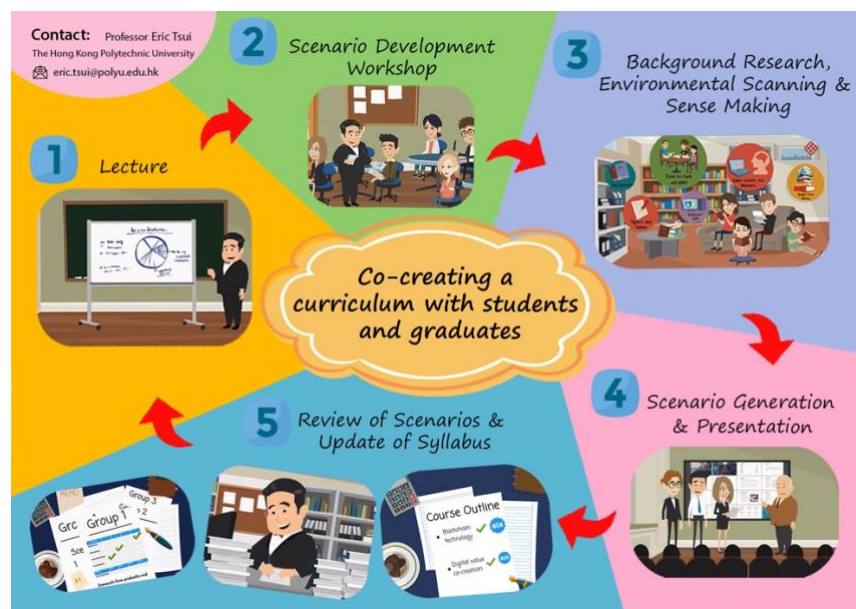 Contact: Professor Eric Tsui
The Hong Kong Polytechnic University
eric.tsui@polyu.edu.hk
1
Lecture
2
Scenario Development
Workshop
3
Background Research,
Environmental Scanning &
Sense Making
Co-creating a
curriculum with students
and graduates
4
Scenario Generation
& Presentation
5
Review of Scenarios &
Update of Syllabus
MEMO
Group 3
Group 1
Course Outline
Blockchain
technology
NEW
Digital value
co-creation
NEW